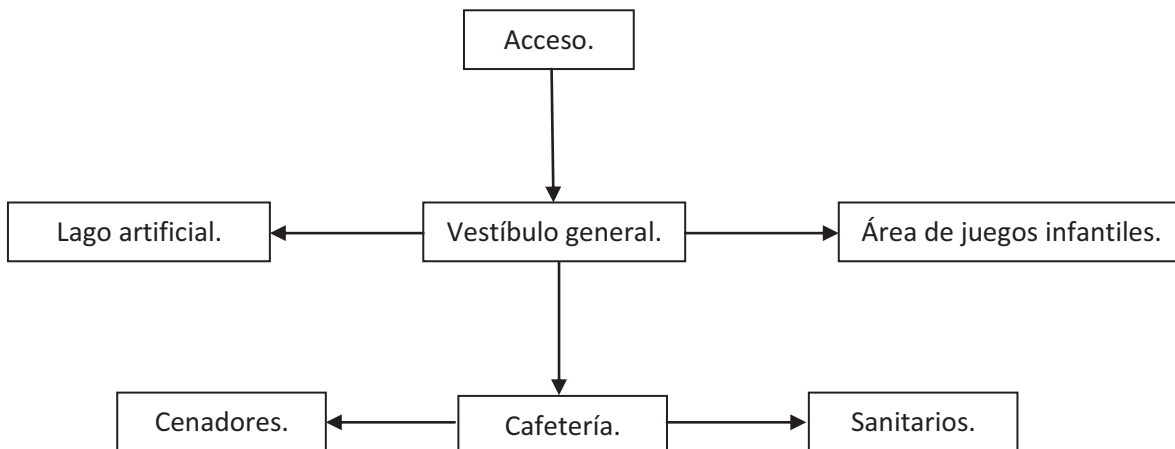 Acceso.
Lago artificial.
Vestíbulo general.
Área de juegos infantiles.
Cenadores.
Cafetería.
Sanitarios.